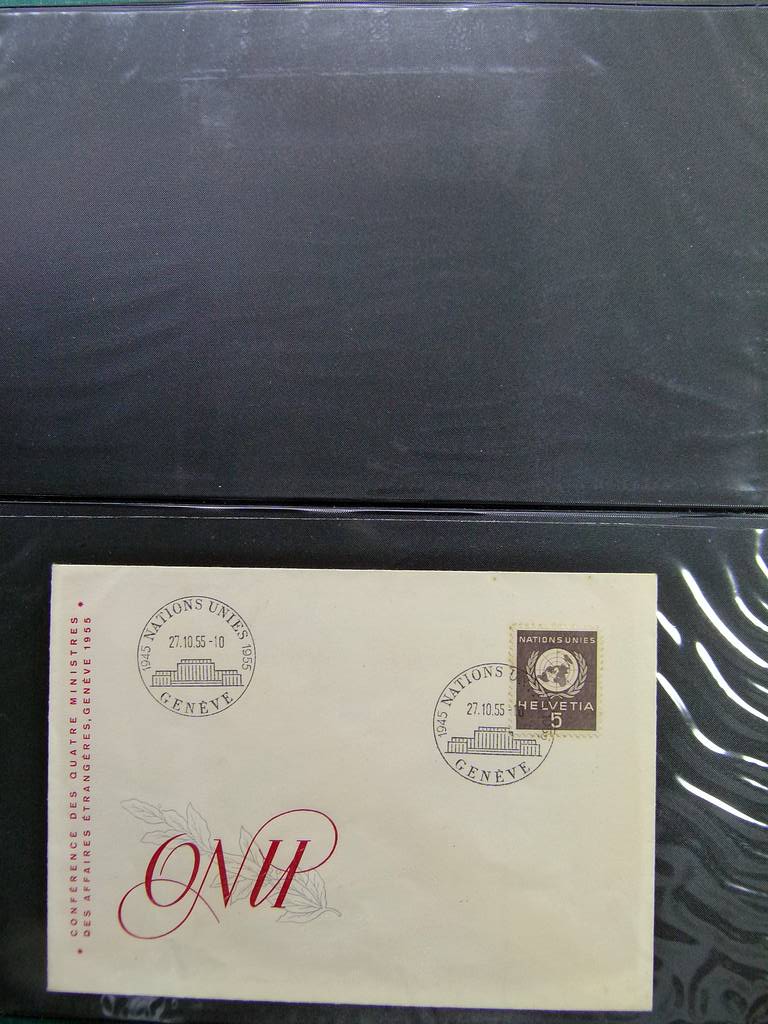 * CONFÉRENCE DES QUATRE MINISTRES *
DES AFFAIRES ÉTRANGÈRES, GENÈVE 1955
1945 NATIONS UNIES 1955
27.10.55-10
GENÈVE
1945 NATIONS U
27.10.55-10
GENÈVE
NATIONS UNIES
HELVETIA
5
ONU